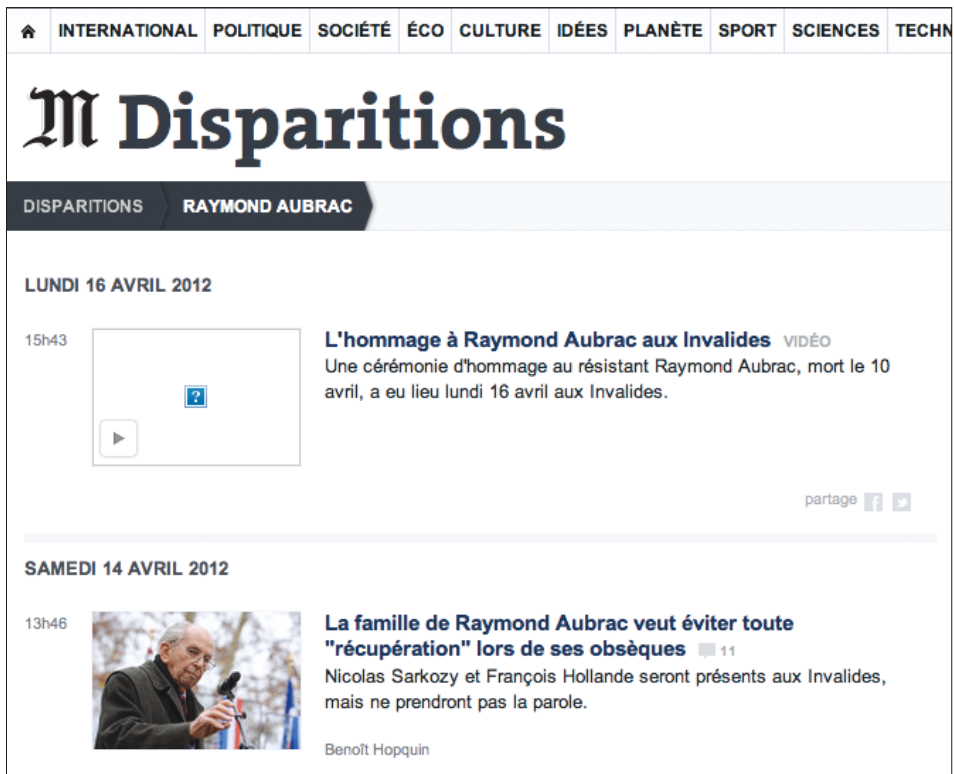 INTERNATIONAL POLITIQUE SOCIÉTÉ ÉCO CULTURE IDÉES PLANÈTE SPORT SCIENCES TECHN
M Disparitions
DISPARITIONS RAYMOND AUBRAC
LUNDI 16 AVRIL 2012
15h43
?
L'hommage à Raymond Aubrac aux Invalides VIDÉO
Une cérémonie d'hommage au résistant Raymond Aubrac, mort le 10
avril, a eu lieu lundi 16 avril aux Invalides.
partage f
SAMEDI 14 AVRIL 2012
13h46
La famille de Raymond Aubrac veut éviter toute
"récupération" lors de ses obsèques 11
Nicolas Sarkozy et François Hollande seront présents aux Invalides,
mais ne prendront pas la parole.
Benoît Hopquin